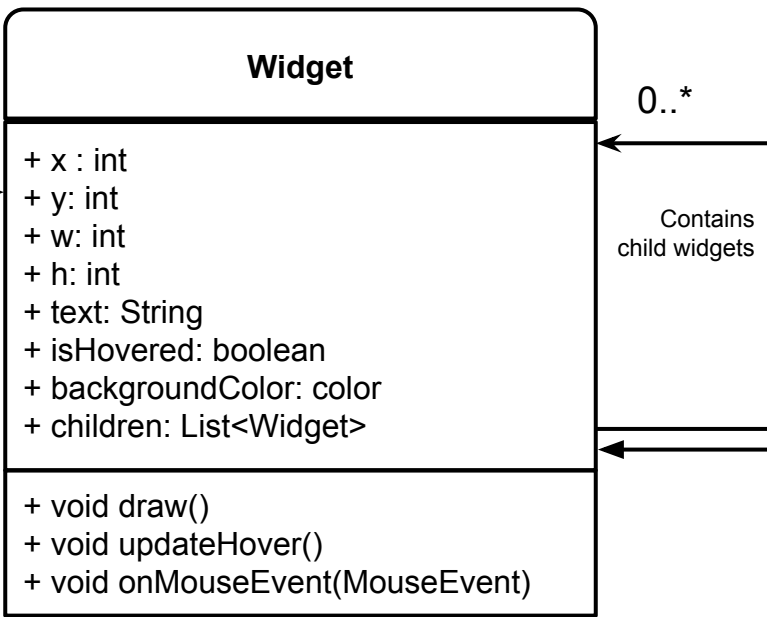 Widget
0..*
+ x : int
+ y: int
+ w: int
+ h: int
+ text: String
+ isHovered: boolean
+ backgroundColor: color
+ children: List<Widget>
Contains
child widgets
+ void draw()
+ void updateHover()
+ void onMouseEvent(MouseEvent)